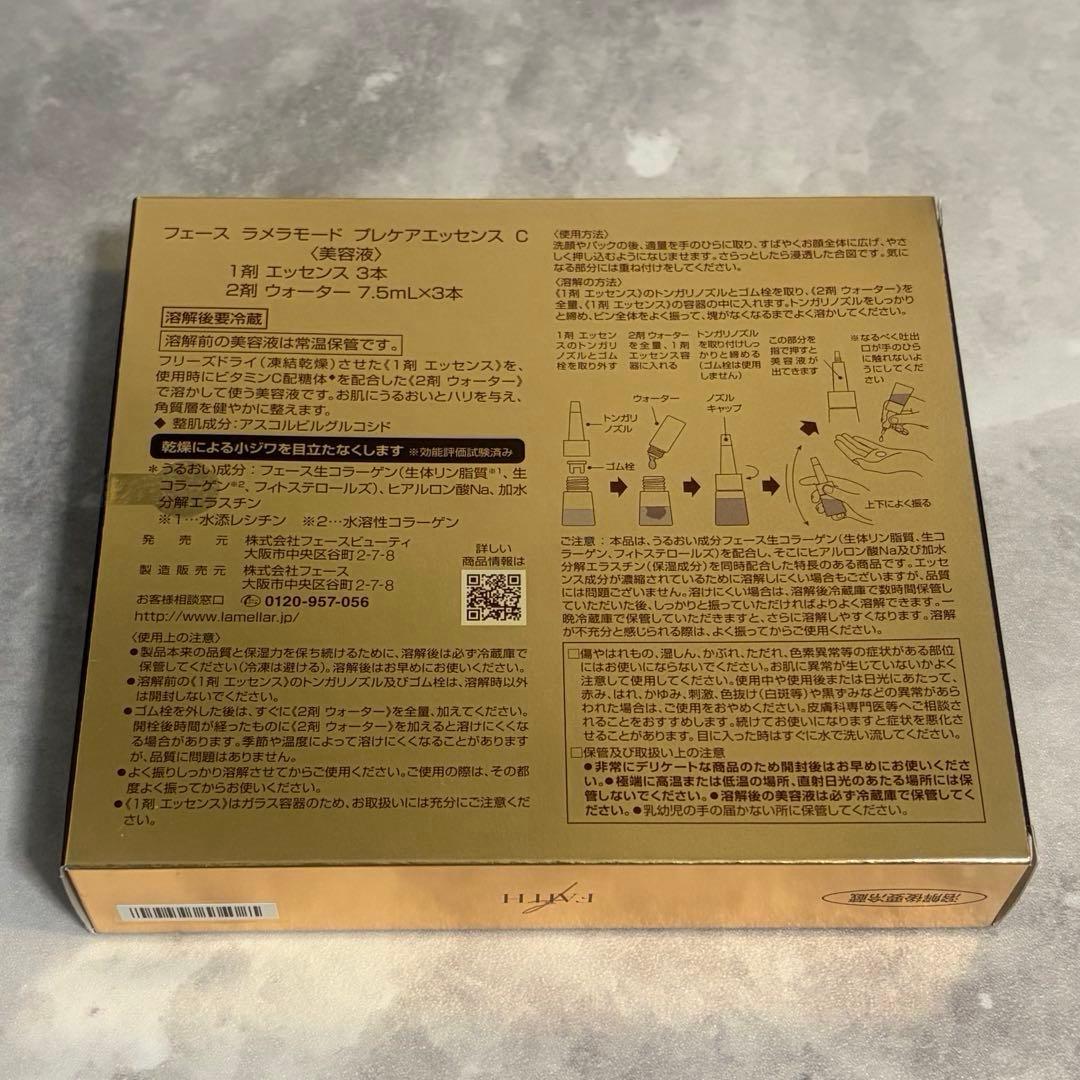 フェース ラメラモード プレケアエッセンス C
〈美容液〉
1剤 エッセンス 3本
2剤 ウォーター 7.5mL×3本
溶解後要冷蔵
溶解前の美容液は常温保管です。
フリーズドライ(凍結乾燥)させた《1剤 エッセンス》を、
使用時にビタミンC配糖体◆を配合した《2剤 ウォーター》
で溶かして使う美容液です。お肌にうるおいとハリを与え、
角質層を健やかに整えます。
◆ 整肌成分:アスコルビルグルコシド
乾燥による小ジワを目立たなくします ※効能評価試験済み
*うるおい成分:フェース生コラーゲン(生体リン脂質※1、生
コラーゲン※2、フィトステロールズ)、ヒアルロン酸Na、加水
分解エラスチン
※1…水添レシチン ※2…水溶性コラーゲン
発売元 株式会社フェースビューティ
大阪市中央区谷町2-7-8
製造販売元 株式会社フェース
大阪市中央区谷町2-7-8
お客様相談窓口 0120-957-056
http://www.lamellar.jp/
詳しい
商品情報は
〈使用上の注意〉
●製品本来の品質と保湿力を保ち続けるために、溶解後は必ず冷蔵庫で
保管してください(冷凍は避ける)。溶解後はお早めにお使いください。
●溶解前の《1剤 エッセンス》のトンガリノズル及びゴム栓は、溶解時以外
は開封しないでください。
●ゴム栓を外した後は、すぐに《2剤 ウォーター》を全量、加えてください。
開栓後時間が経ったものに《2剤 ウォーター》を加えると溶けにくくな
る場合があります。季節や温度によって溶けにくくなることがあります
が、品質に問題はありません。
●よく振りしっかり溶解させてからご使用ください。ご使用の際は、その都
度よく振ってからお使いください。
●《1剤 エッセンス》はガラス容器のため、お取扱いには充分にご注意くだ
さい。
〈使用方法〉
洗顔やパックの後、適量を手のひらに取り、すばやくお顔全体に広げ、やさ
しく押し込むようになじませます。さらっとしたら浸透した合図です。気に
なる部分には重ね付けをしてください。
〈溶解の方法〉
《1剤 エッセンス》のトンガリノズルとゴム栓を取り、《2剤 ウォーター》を
全量、《1剤 エッセンス》の容器の中に入れます。トンガリノズルをしっかり
と締め、ビン全体をよく振って、塊がなくなるまでよく溶かしてください。
1剤 エッセン
スのトンガリ
ノズルとゴム
栓を取り外す
2剤 ウォーター
を全量、1剤
エッセンス容
器に入れる
トンガリノズル
を取り付けしっ
かりと締める
(ゴム栓は使用
しません)
この部分を
指で押すと
美容液が
出てきます
※なるべく吐出
口が手のひら
に触れないよ
うにしてくだ
さい
トンガリ
ノズル
ゴム栓
ウォーター
ノズル
キャップ
上下によく振る
ご注意:本品は、うるおい成分フェース生コラーゲン(生体リン脂質、生コ
ラーゲン、フィトステロールズ)を配合し、そこにヒアルロン酸Na及び加水
分解エラスチン(保湿成分)を同時配合した特長のある商品です。エッセ
ンス成分が濃縮されているために溶解しにくい場合もございますが、品質
には問題ございません。溶けにくい場合は、溶解後冷蔵庫で数時間保管し
ていただいた後、しっかりと振っていただければよりよく溶解できます。一
晩冷蔵庫で保管していただきますと、さらに溶解しやすくなります。溶解
が不充分と感じられる際は、よく振ってからご使用ください。
□傷やはれもの、湿しん、かぶれ、ただれ、色素異常等の症状がある部位
にはお使いにならないでください。お肌に異常が生じていないかよく
注意して使用してください。使用中や使用後または日光にあたって、
赤み、はれ、かゆみ、刺激、色抜け(白斑等)や黒ずみなどの異常があら
われた場合は、ご使用をおやめください。皮膚科専門医等へご相談さ
れることをおすすめします。続けてお使いになりますと症状を悪化さ
せることがあります。目に入った時はすぐに水で洗い流してください。
□保管及び取扱い上の注意
●非常にデリケートな商品のため開封後はお早めにお使いくださ
い。●極端に高温または低温の場所、直射日光のあたる場所には保
管しないでください。●溶解後の美容液は必ず冷蔵庫で保管してく
ださい。●乳幼児の手の届かない所に保管してください。
FAITH
溶解後要冷蔵